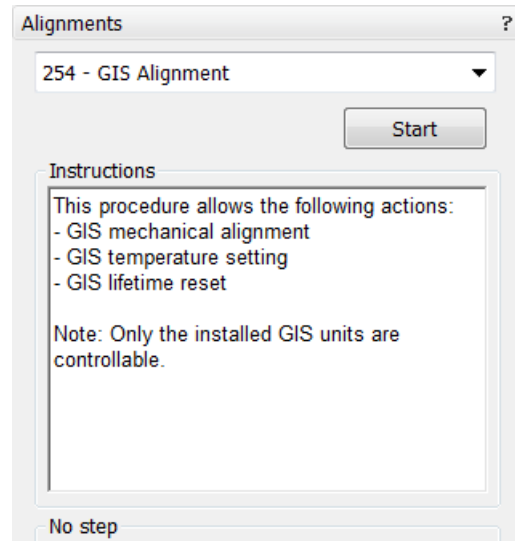 Alignments ?
254 - GIS Alignment
Start
Instructions
This procedure allows the following actions:
- GIS mechanical alignment
- GIS temperature setting
- GIS lifetime reset
Note: Only the installed GIS units are
controllable.
No step